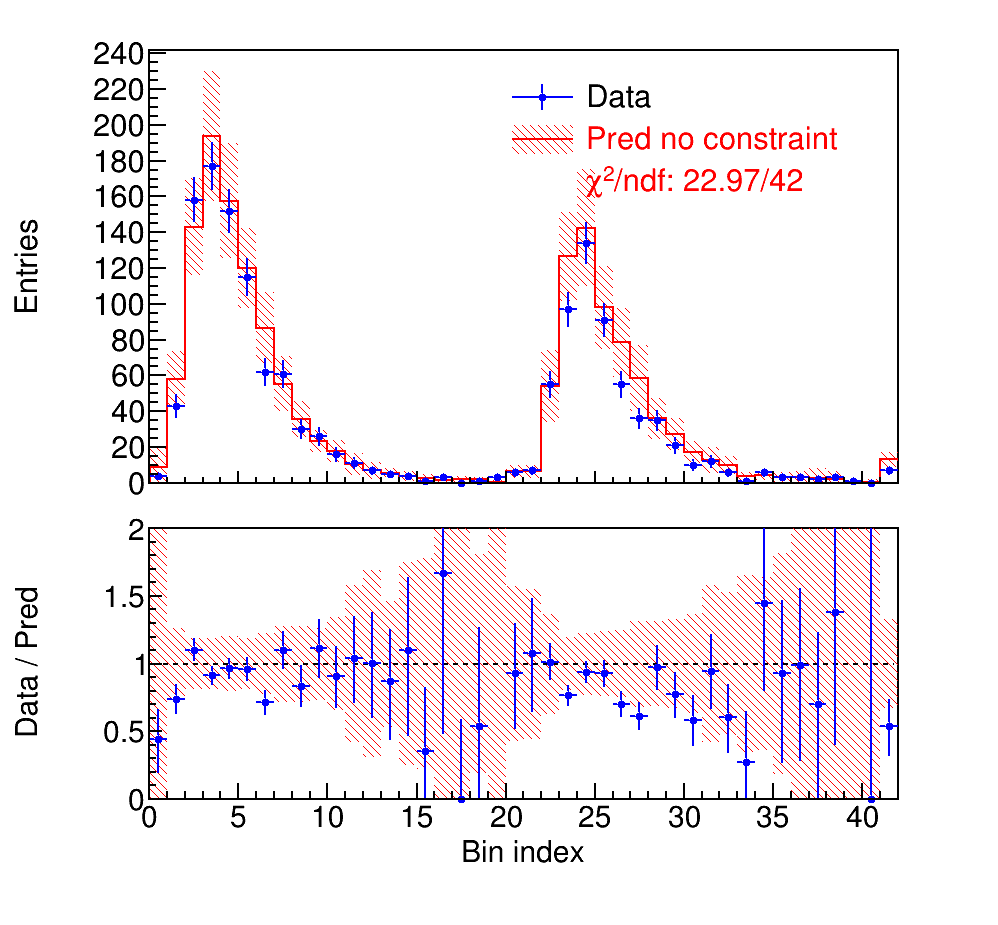 Entries
240
220
200
180
160
140
120
100
80
60
40
20
0
Data
Pred no constraint
χ²/ndf: 22.97/42
Data / Pred
2
1.5
1
0.5
0
0 5 10 15 20 25 30 35 40
Bin index